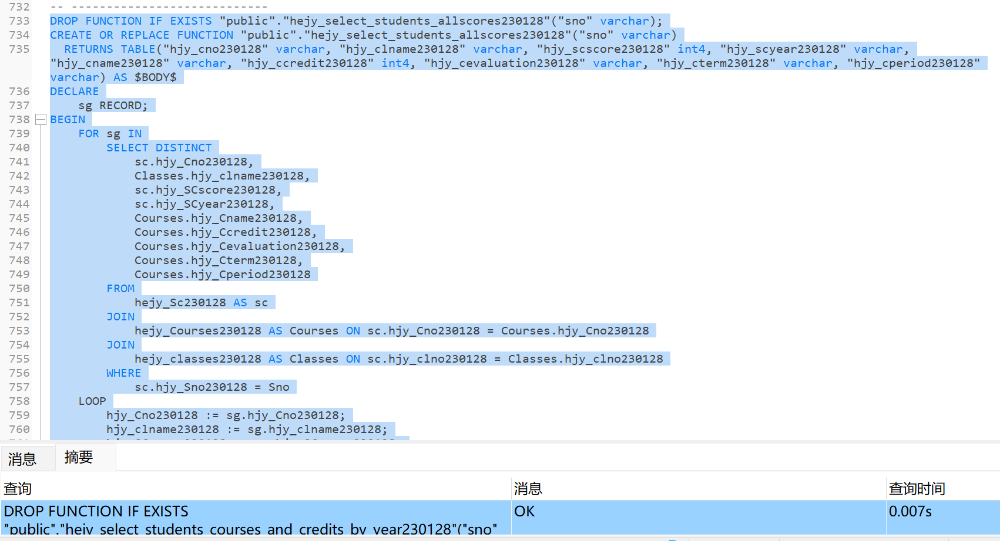 732 -- ----------------------------
733 DROP FUNCTION IF EXISTS "public"."hejy_select_students_allscores230128"("sno" varchar);
734 CREATE OR REPLACE FUNCTION "public"."hejy_select_students_allscores230128"("sno" varchar)
735   RETURNS TABLE("hjy_cno230128" varchar, "hjy_clname230128" varchar, "hjy_scscore230128" int4, "hjy_scyear230128" varchar,
"hjy_cname230128" varchar, "hjy_ccredit230128" int4, "hjy_cevaluation230128" varchar, "hjy_cterm230128" varchar, "hjy_cperiod230128"
varchar) AS $BODY$
736 DECLARE
737     sg RECORD;
738 BEGIN
739     FOR sg IN
740         SELECT DISTINCT
741             sc.hjy_Cno230128,
742             Classes.hjy_clname230128,
743             sc.hjy_SCscore230128,
744             sc.hjy_SCyear230128,
745             Courses.hjy_Cname230128,
746             Courses.hjy_Ccredit230128,
747             Courses.hjy_Cevaluation230128,
748             Courses.hjy_Cterm230128,
749             Courses.hjy_Cperiod230128
750         FROM
751             hejy_Sc230128 AS sc
752         JOIN
753             hejy_Courses230128 AS Courses ON sc.hjy_Cno230128 = Courses.hjy_Cno230128
754         JOIN
755             hejy_classes230128 AS Classes ON sc.hjy_clno230128 = Classes.hjy_clno230128
756         WHERE
757             sc.hjy_Sno230128 = Sno
758     LOOP
759         hjy_Cno230128 := sg.hjy_Cno230128;
760         hjy_clname230128 := sg.hjy_clname230128;
消息 摘要
查询 消息 查询时间
DROP FUNCTION IF EXISTS OK 0.007s
"public"."hejy_select_students_courses_and_credits_by_year230128"("sno"